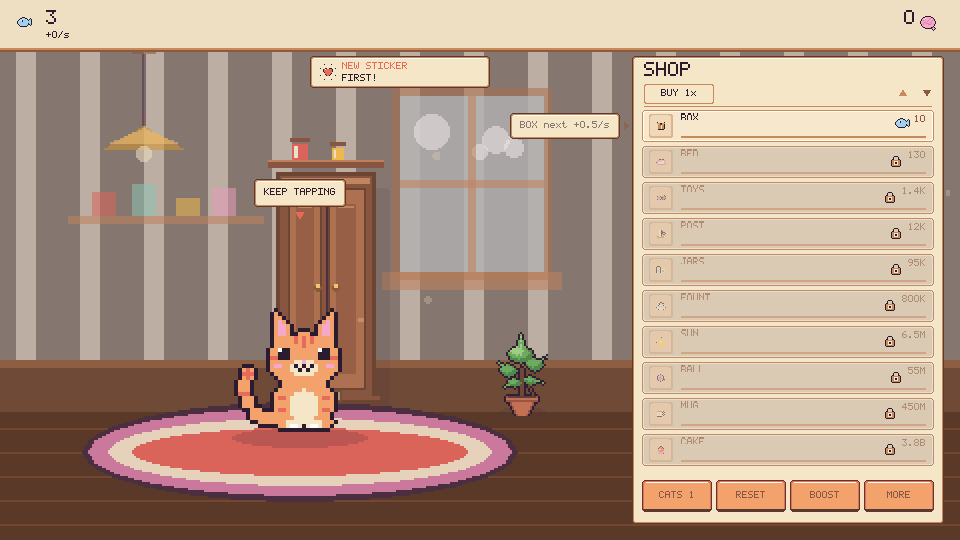 3
+0/s
0
NEW STICKER
FIRST!
SHOP
BUY 1x
BOX next +0.5/s
KEEP TAPPING
BOX
10
BED
130
TOYS
1.4K
POST
12K
JARS
95K
FOUNT
800K
SUN
6.5M
BALL
55M
MUG
450M
CAKE
3.8B
CATS 1
RESET
BOOST
MORE